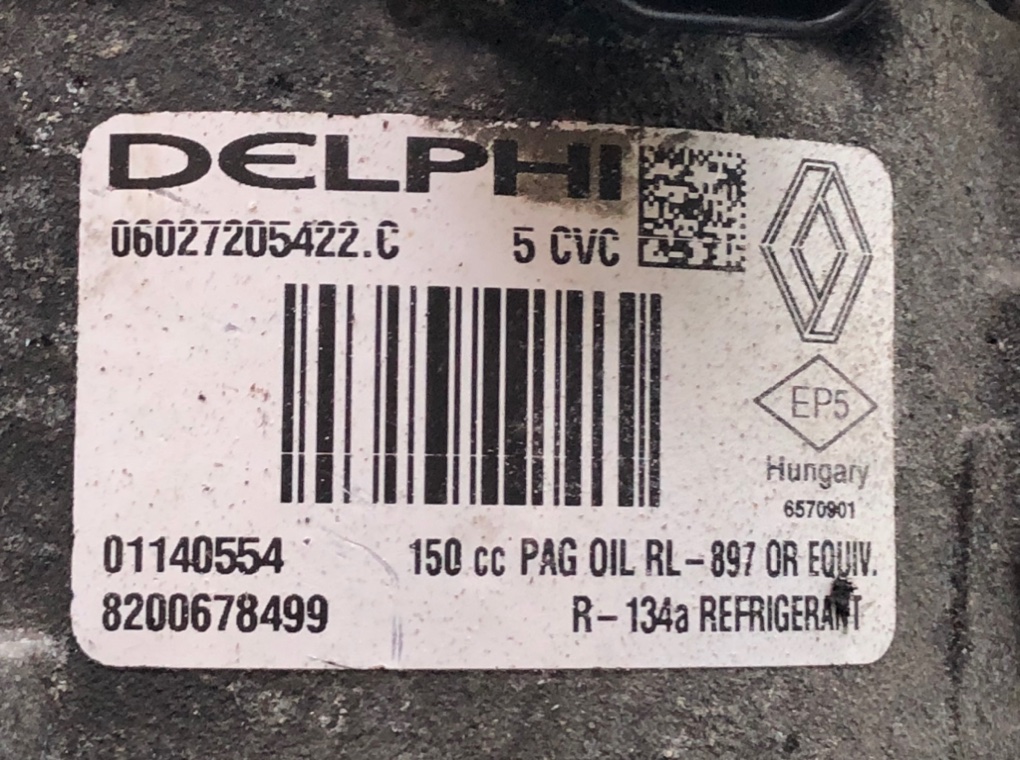 DELPHI
06027205422.C 5 CVC
EP5
Hungary
6570901
01140554 150 cc PAG OIL RL-897 OR EQUIV.
8200678499 R-134a REFRIGERANT